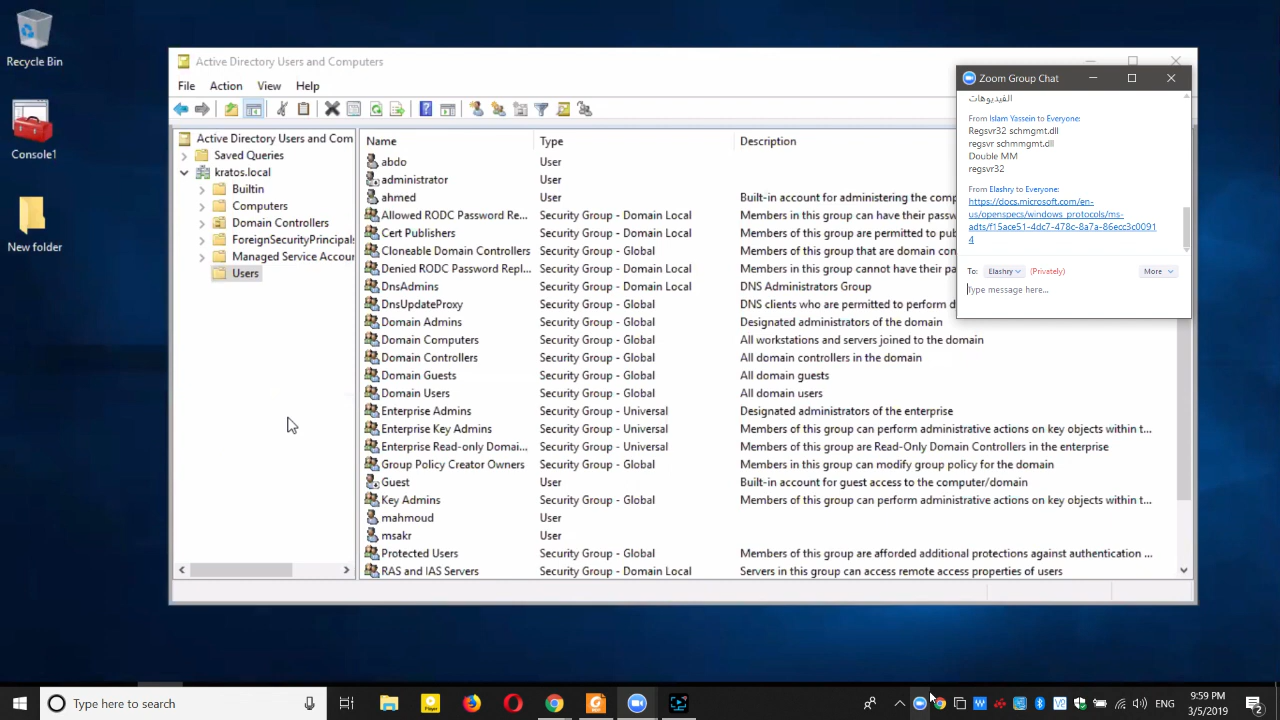 Recycle Bin
Console1
New folder
Active Directory Users and Computers
File Action View Help
Active Directory Users and Com
Saved Queries
kratos.local
Builtin
Computers
Domain Controllers
ForeignSecurityPrincipals
Managed Service Accour
Users
Name Type Description
abdo User
administrator User
ahmed User Built-in account for administering the comp
Allowed RODC Password Re... Security Group - Domain Local Members in this group can have their passw
Cert Publishers Security Group - Domain Local Members of this group are permitted to pub
Cloneable Domain Controllers Security Group - Global Members of this group that are domain con
Denied RODC Password Repl... Security Group - Domain Local Members in this group cannot have their pa
DnsAdmins Security Group - Domain Local DNS Administrators Group
DnsUpdateProxy Security Group - Global DNS clients who are permitted to perform d
Domain Admins Security Group - Global Designated administrators of the domain
Domain Computers Security Group - Global All workstations and servers joined to the domain
Domain Controllers Security Group - Global All domain controllers in the domain
Domain Guests Security Group - Global All domain guests
Domain Users Security Group - Global All domain users
Enterprise Admins Security Group - Universal Designated administrators of the enterprise
Enterprise Key Admins Security Group - Universal Members of this group can perform administrative actions on key objects within t...
Enterprise Read-only Domai... Security Group - Universal Members of this group are Read-Only Domain Controllers in the enterprise
Group Policy Creator Owners Security Group - Global Members in this group can modify group policy for the domain
Guest User Built-in account for guest access to the computer/domain
Key Admins Security Group - Global Members of this group can perform administrative actions on key objects within t...
mahmoud User
msakr User
Protected Users Security Group - Global Members of this group are afforded additional protections against authentication ...
RAS and IAS Servers Security Group - Domain Local Servers in this group can access remote access properties of users
Zoom Group Chat
الفيديوهات
From Islam Yassein to Everyone:
Regsvr32 schmgmt.dll
regsvr schmmgmt.dll
Double MM
regsvr32
From Elashry to Everyone:
https://docs.microsoft.com/en-
us/openspecs/windows_protocols/ms-
adts/f15ace51-4dc7-478c-8a7a-86ecc3c0091
4
To: Elashry (Privately) More
Type message here...
Type here to search
Player
ENG
9:59 PM
3/5/2019
2